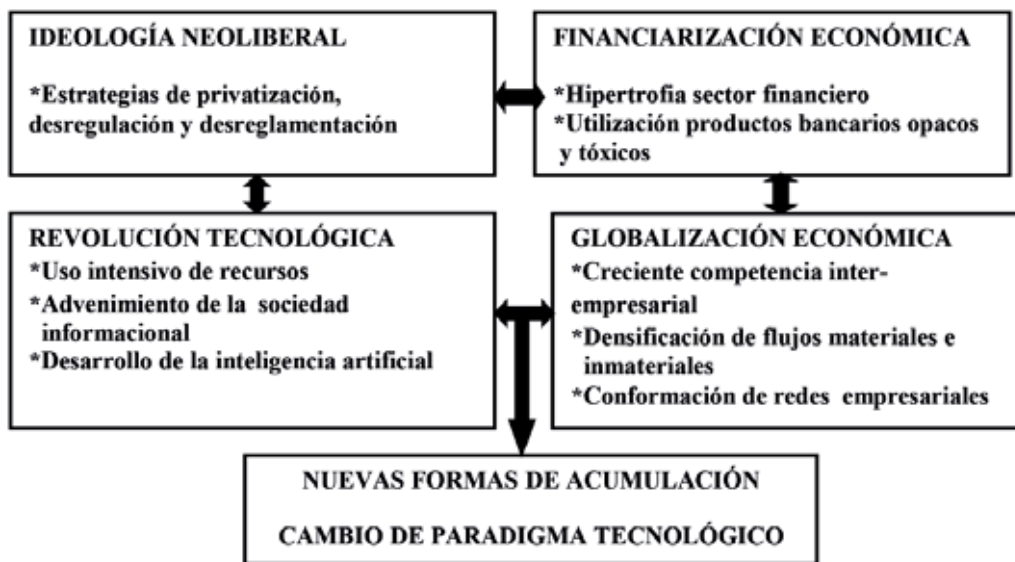 IDEOLOGÍA NEOLIBERAL
*Estrategias de privatización,
desregulación y desreglamentación
FINANCIARIZACIÓN ECONÓMICA
*Hipertrofia sector financiero
*Utilización productos bancarios opacos
y tóxicos
REVOLUCIÓN TECNOLÓGICA
*Uso intensivo de recursos
*Advenimiento de la sociedad
informacional
*Desarrollo de la inteligencia artificial
GLOBALIZACIÓN ECONÓMICA
*Creciente competencia inter-
empresarial
*Densificación de flujos materiales e
inmateriales
*Conformación de redes empresariales
NUEVAS FORMAS DE ACUMULACIÓN
CAMBIO DE PARADIGMA TECNOLÓGICO